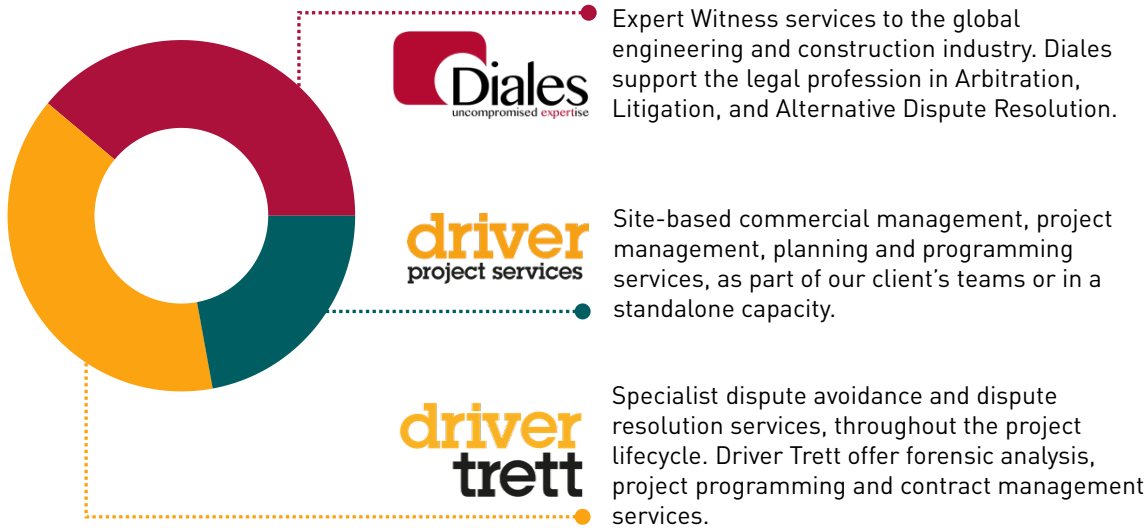 Diales
uncompromised expertise
Expert Witness services to the global
engineering and construction industry. Diales
support the legal profession in Arbitration,
Litigation, and Alternative Dispute Resolution.
driver
project services
Site-based commercial management, project
management, planning and programming
services, as part of our client’s teams or in a
standalone capacity.
driver
trett
Specialist dispute avoidance and dispute
resolution services, throughout the project
lifecycle. Driver Trett offer forensic analysis,
project programming and contract management
services.